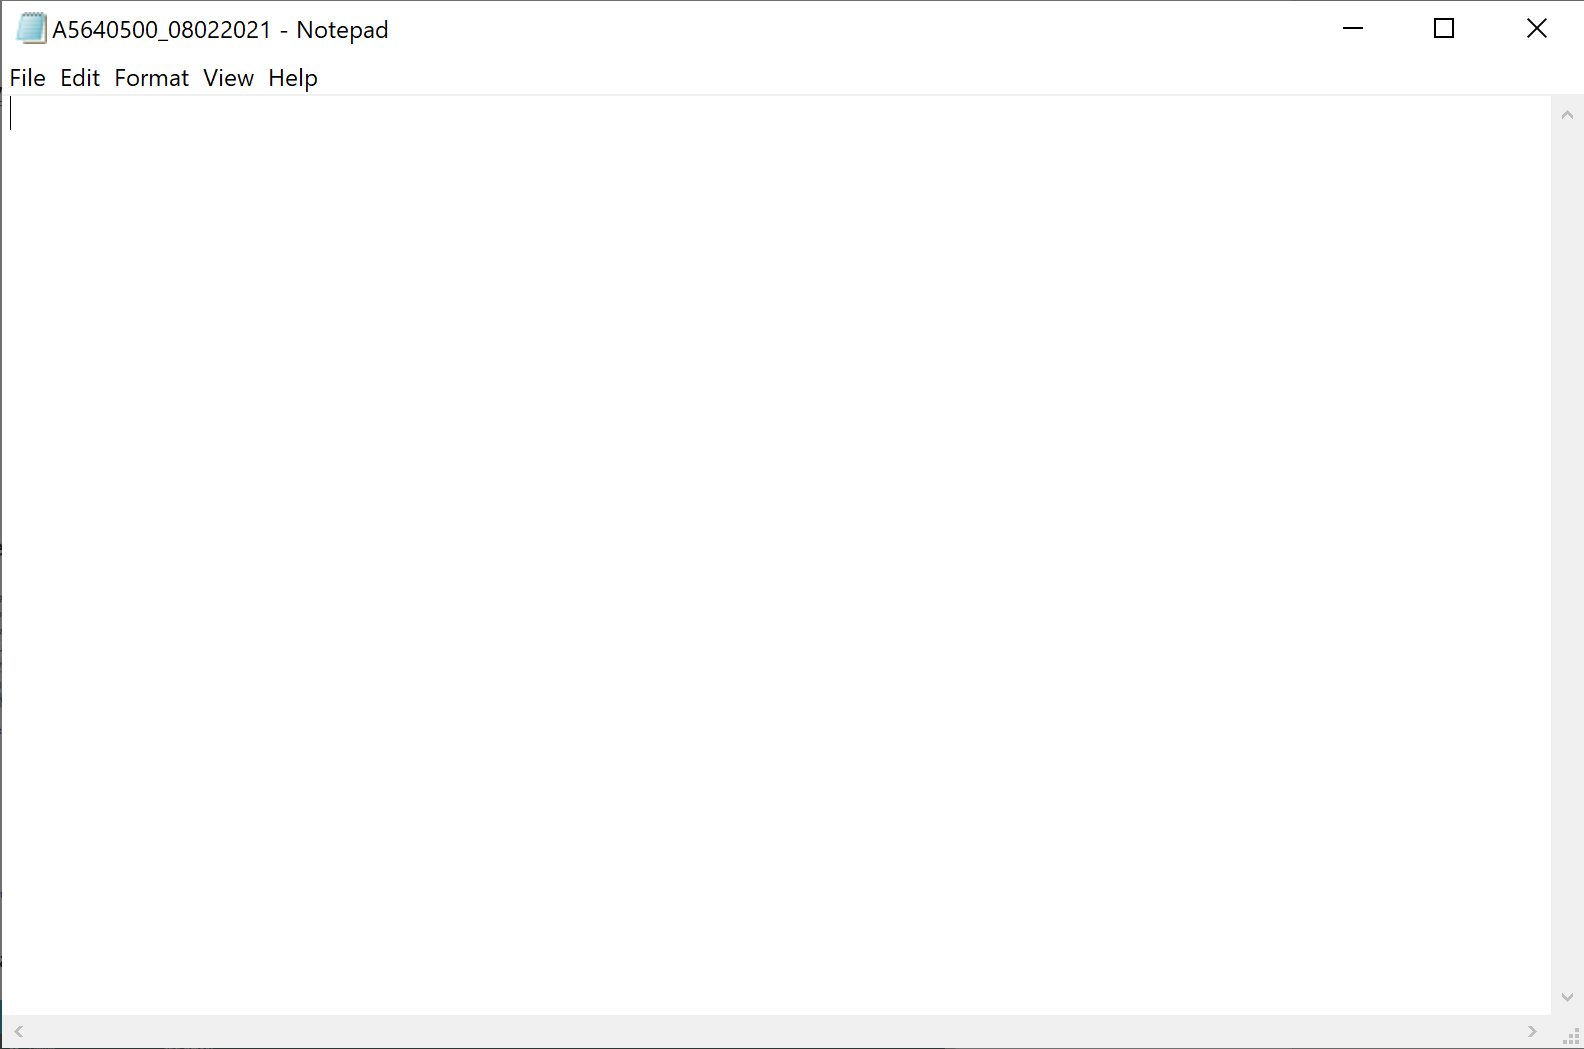 A5640500_08022021 - Notepad
File Edit Format View Help